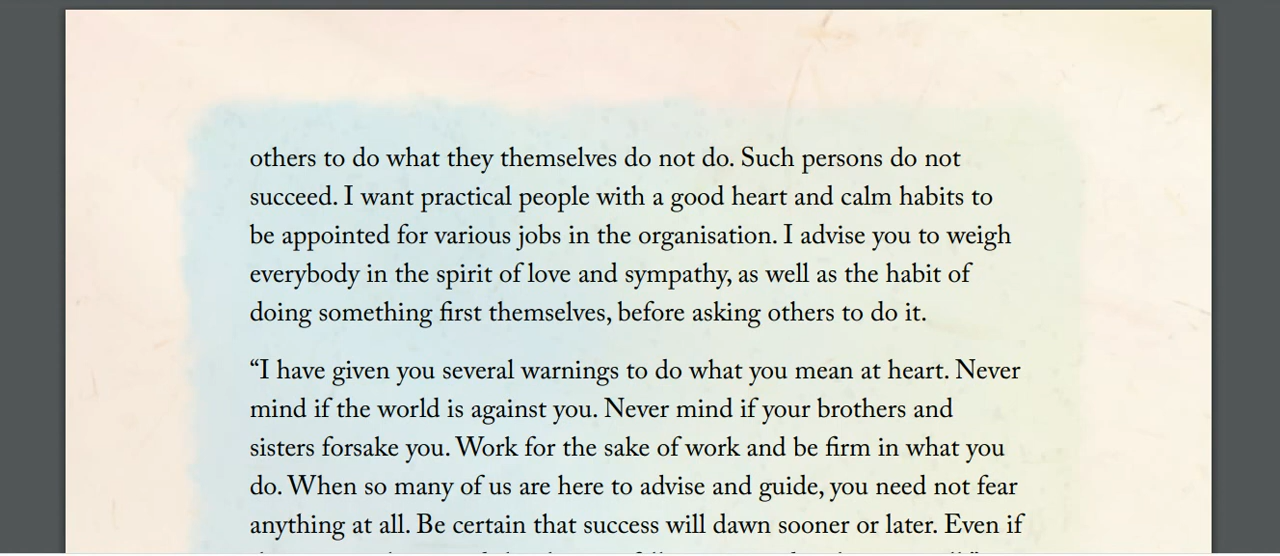 others to do what they themselves do not do. Such persons do not
succeed. I want practical people with a good heart and calm habits to
be appointed for various jobs in the organisation. I advise you to weigh
everybody in the spirit of love and sympathy, as well as the habit of
doing something first themselves, before asking others to do it.
“I have given you several warnings to do what you mean at heart. Never
mind if the world is against you. Never mind if your brothers and
sisters forsake you. Work for the sake of work and be firm in what you
do. When so many of us are here to advise and guide, you need not fear
anything at all. Be certain that success will dawn sooner or later. Even if